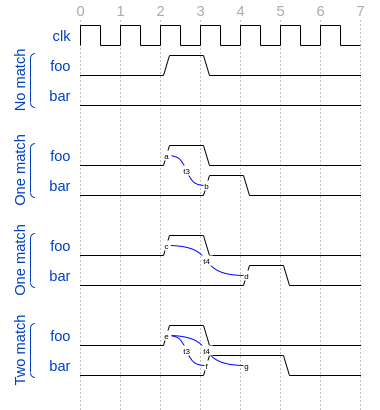 0 1 2 3 4 5 6 7
clk
No match
foo
bar
One match
foo
a
t3
bar
b
One match
foo
c
t4
bar
d
Two match
foo
e
t3 t4
bar
f
g